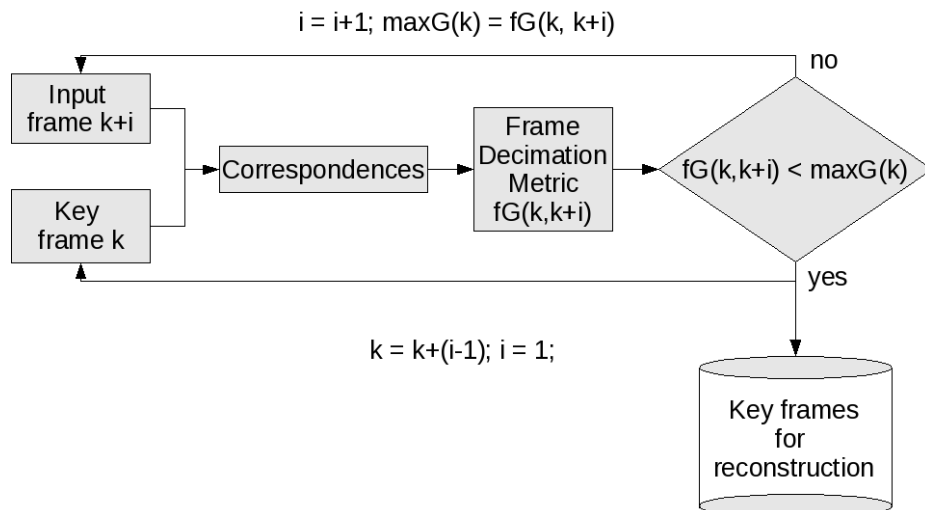 i = i+1; maxG(k) = fG(k, k+i)
no
Input
frame k+i
Key
frame k
Correspondences
Frame
Decimation
Metric
fG(k,k+i)
fG(k,k+i) < maxG(k)
yes
k = k+(i-1); i = 1;
Key frames
for
reconstruction